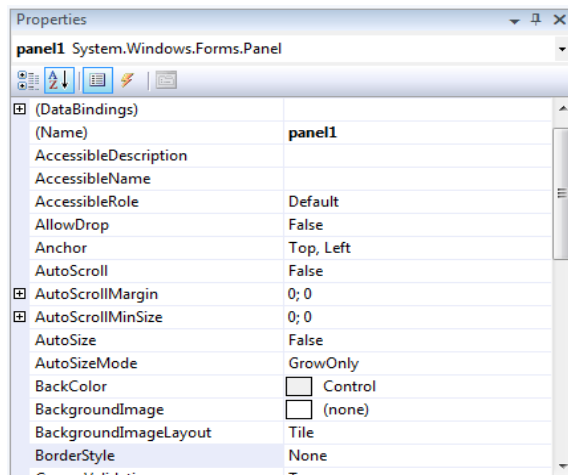 Properties
panel1 System.Windows.Forms.Panel
(DataBindings)
(Name) panel1
AccessibleDescription
AccessibleName
AccessibleRole Default
AllowDrop False
Anchor Top, Left
AutoScroll False
AutoScrollMargin 0; 0
AutoScrollMinSize 0; 0
AutoSize False
AutoSizeMode GrowOnly
BackColor Control
BackgroundImage (none)
BackgroundImageLayout Tile
BorderStyle None